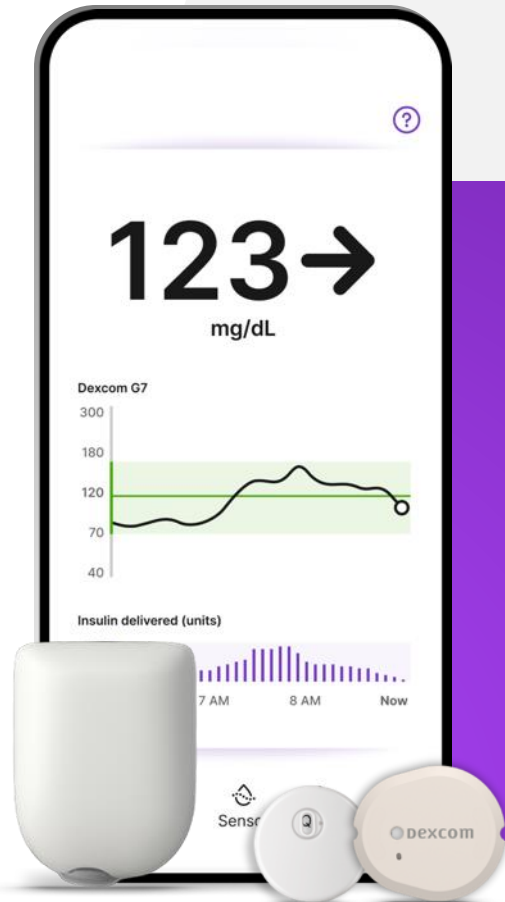 ?
123→
mg/dL
Dexcom G7
300
180
120
70
40
Insulin delivered (units)
7 AM 8 AM Now
Senso
Dexcom